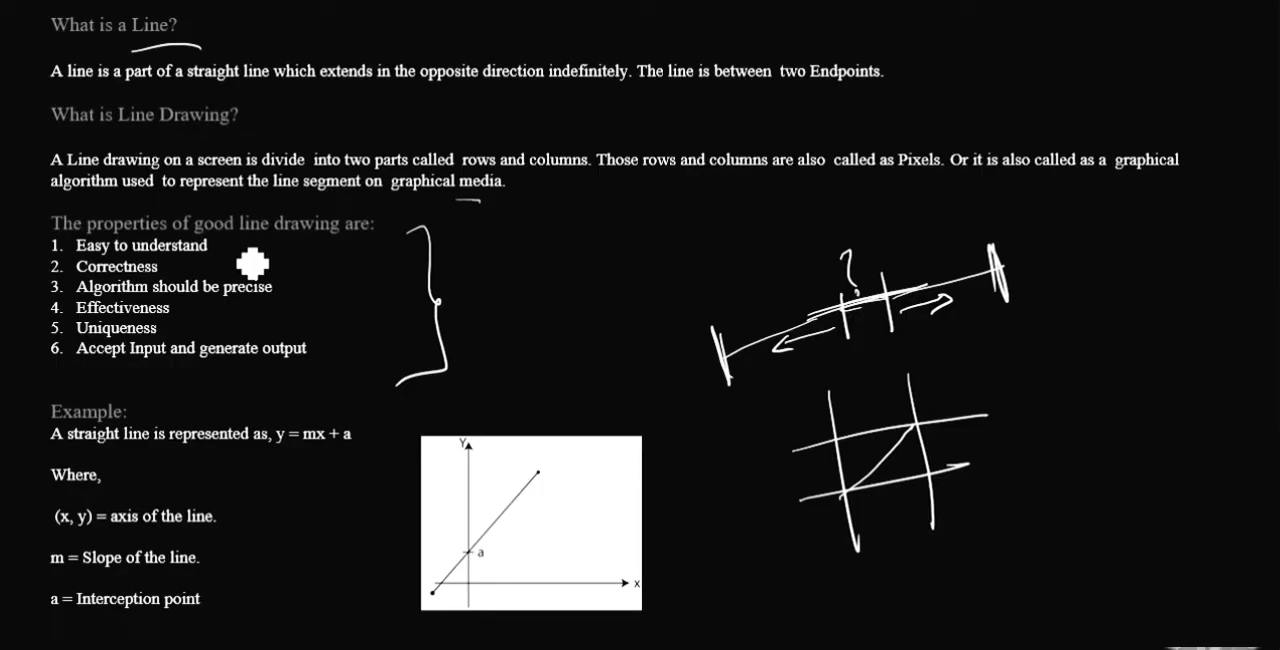 What is a Line?
A line is a part of a straight line which extends in the opposite direction indefinitely. The line is between two Endpoints.
What is Line Drawing?
A Line drawing on a screen is divide into two parts called rows and columns. Those rows and columns are also called as Pixels. Or it is also called as a graphical
algorithm used to represent the line segment on graphical media.
The properties of good line drawing are:
1. Easy to understand
2. Correctness
3. Algorithm should be precise
4. Effectiveness
5. Uniqueness
6. Accept Input and generate output
?
Example:
A straight line is represented as, y = mx + a
Where,
(x, y) = axis of the line.
m = Slope of the line.
a = Interception point
Y
a
x